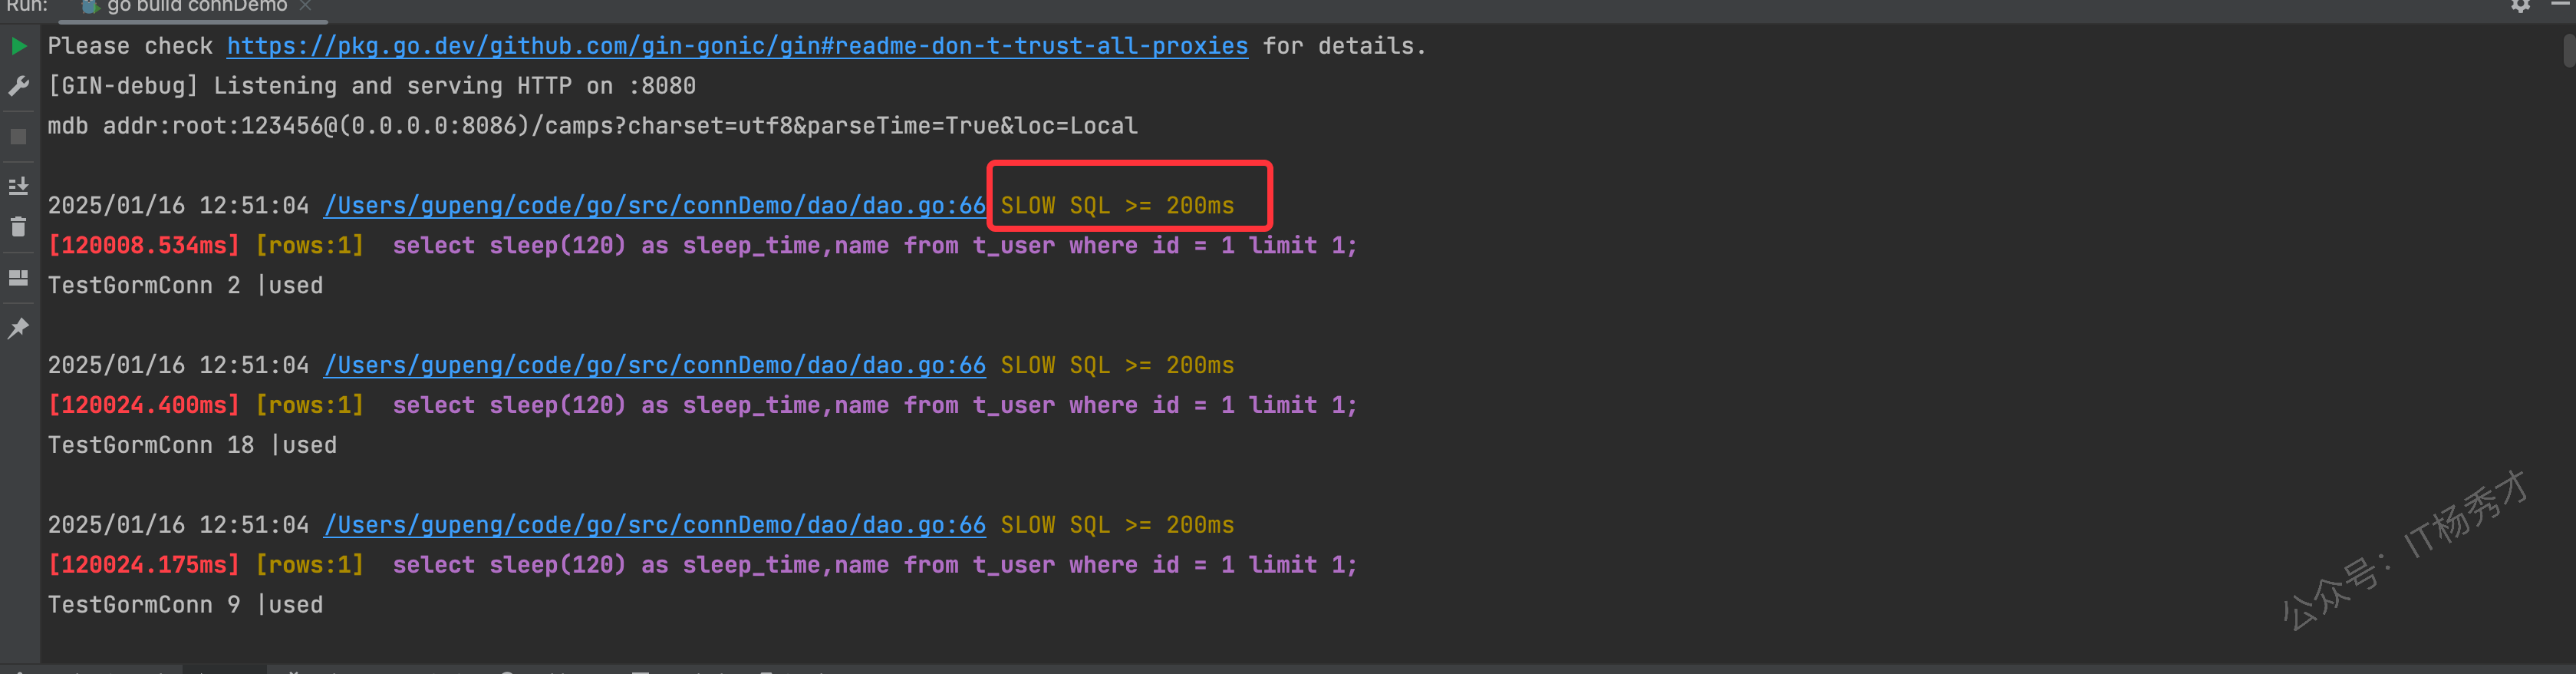 Run: go build connDemo
Please check https://pkg.go.dev/github.com/gin-gonic/gin#readme-don-t-trust-all-proxies for details.
[GIN-debug] Listening and serving HTTP on :8080
mdb addr:root:123456@(0.0.0.0:8086)/camps?charset=utf8&parseTime=True&loc=Local
2025/01/16 12:51:04 /Users/gupeng/code/go/src/connDemo/dao/dao.go:66 SLOW SQL >= 200ms
[120008.534ms] [rows:1] select sleep(120) as sleep_time,name from t_user where id = 1 limit 1;
TestGormConn 2 |used
2025/01/16 12:51:04 /Users/gupeng/code/go/src/connDemo/dao/dao.go:66 SLOW SQL >= 200ms
[120024.400ms] [rows:1] select sleep(120) as sleep_time,name from t_user where id = 1 limit 1;
TestGormConn 18 |used
2025/01/16 12:51:04 /Users/gupeng/code/go/src/connDemo/dao/dao.go:66 SLOW SQL >= 200ms
[120024.175ms] [rows:1] select sleep(120) as sleep_time,name from t_user where id = 1 limit 1;
TestGormConn 9 |used
公众号：IT杨秀才